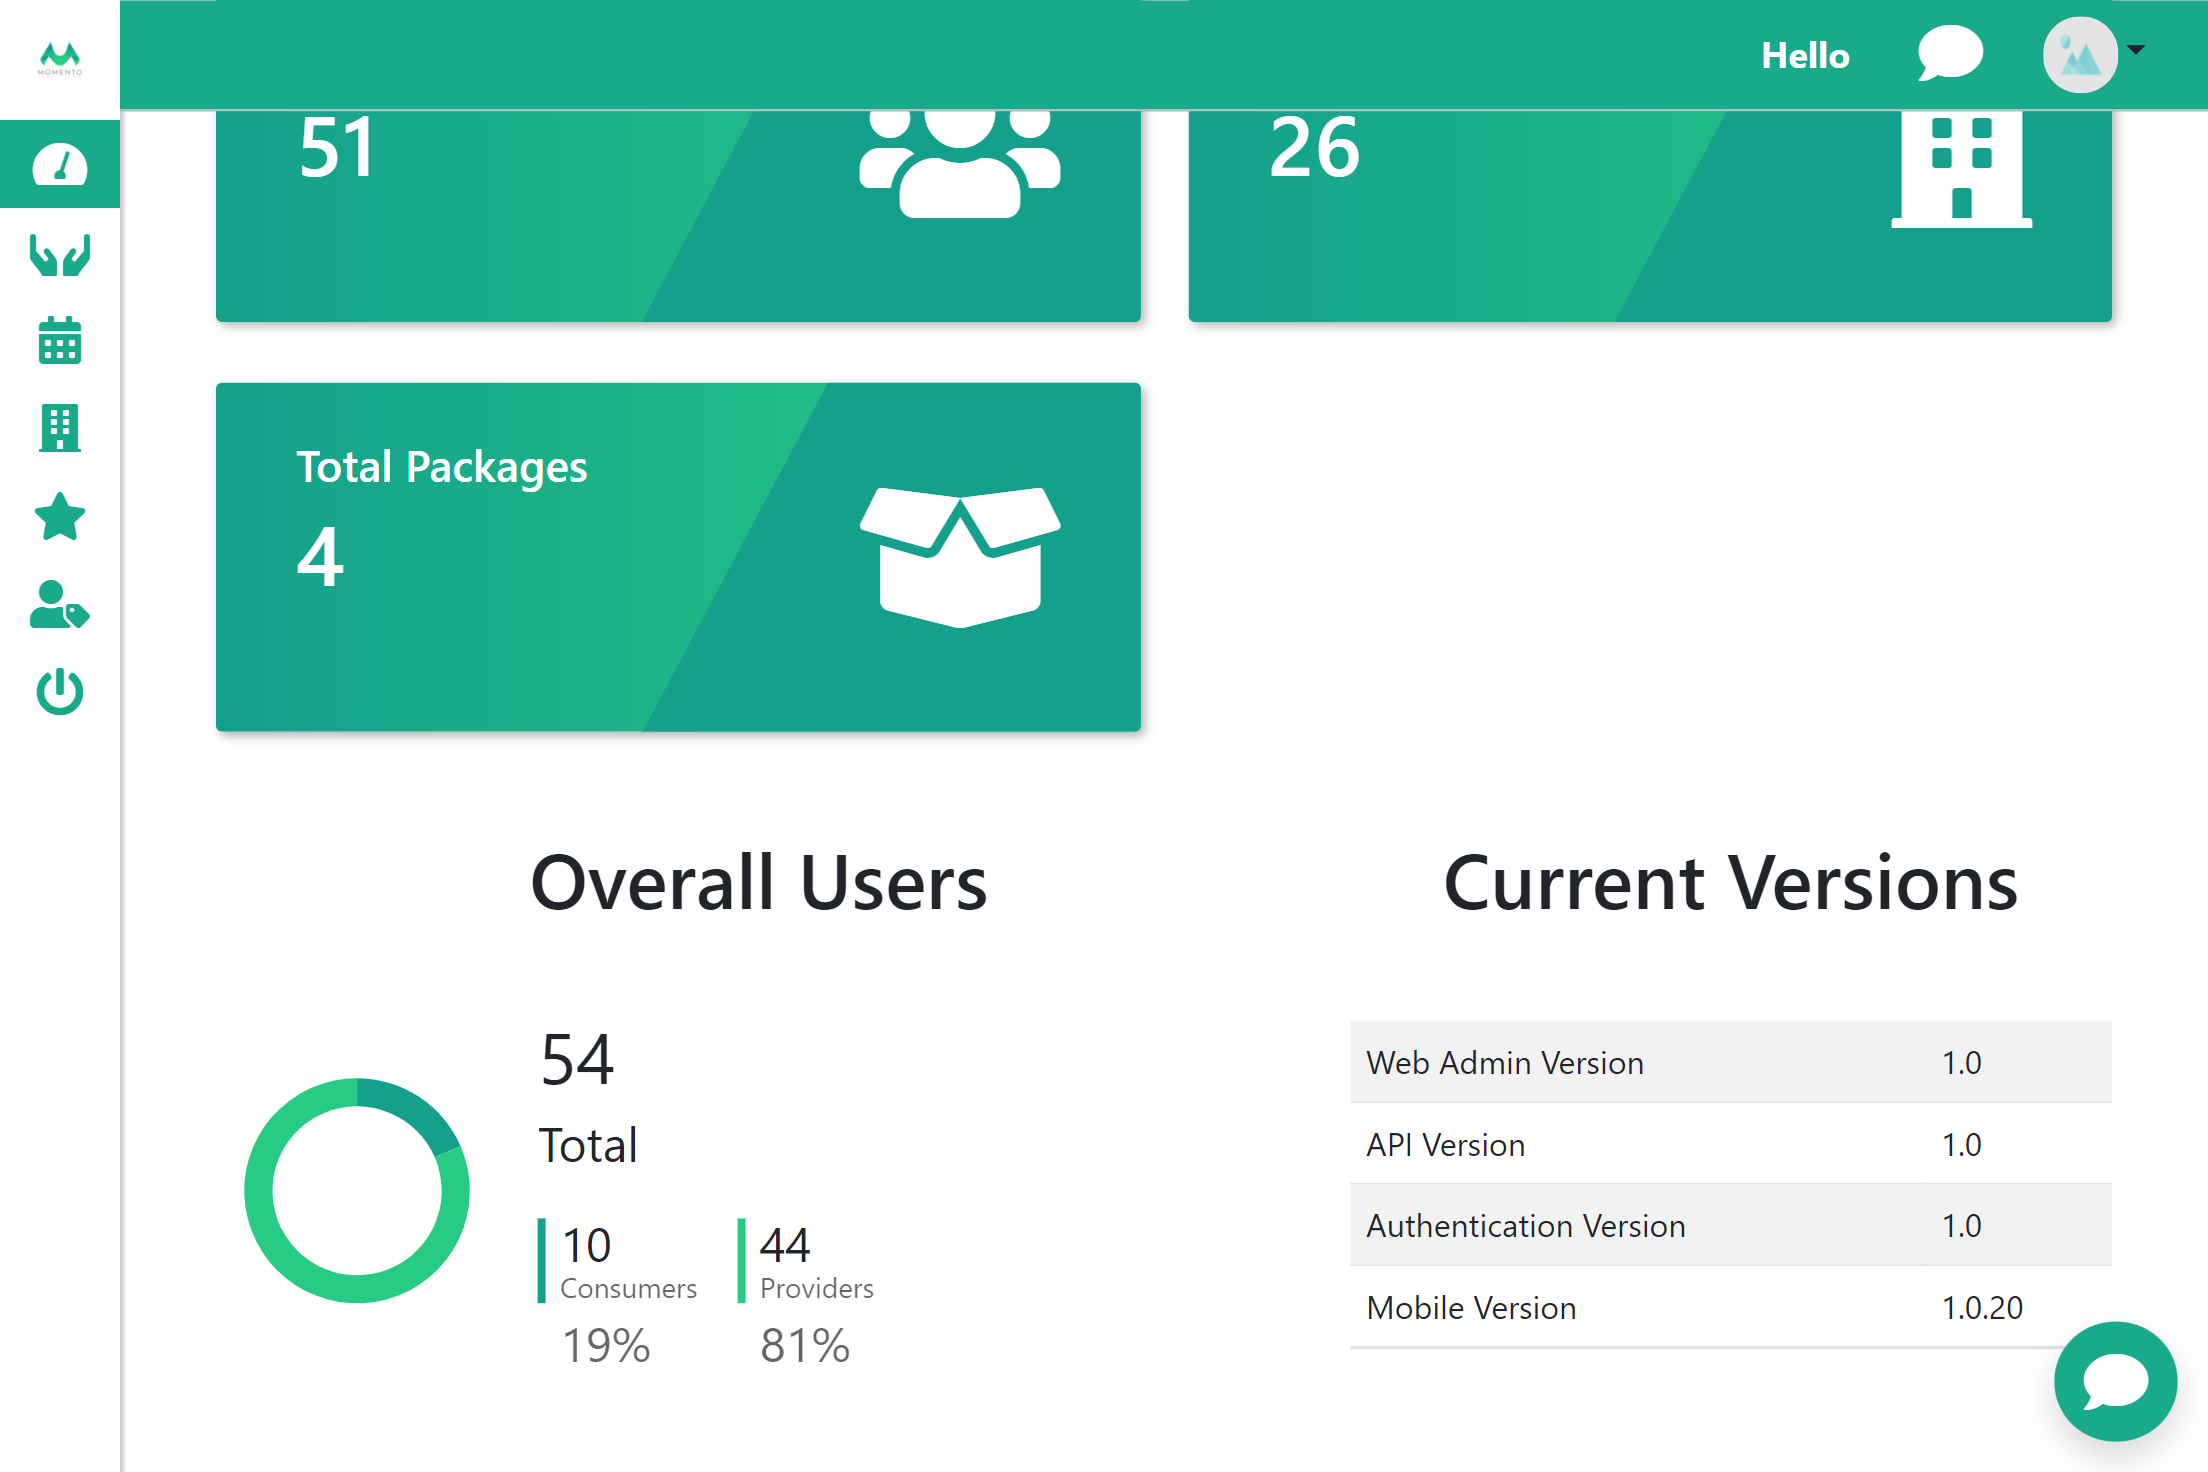 MOMENTO
Hello
51
26
Total Packages
4
Overall Users
54
Total
10
Consumers
19%
44
Providers
81%
Current Versions
Web Admin Version 1.0
API Version 1.0
Authentication Version 1.0
Mobile Version 1.0.20